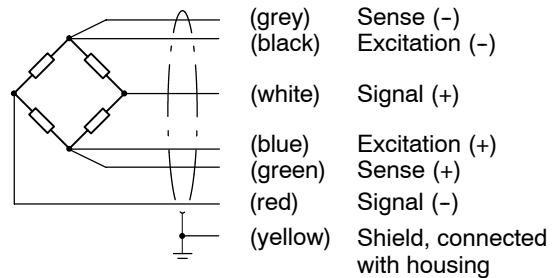 (grey) Sense (–)
(black) Excitation (–)
(white) Signal (+)
(blue) Excitation (+)
(green) Sense (+)
(red) Signal (–)
(yellow) Shield, connected
with housing